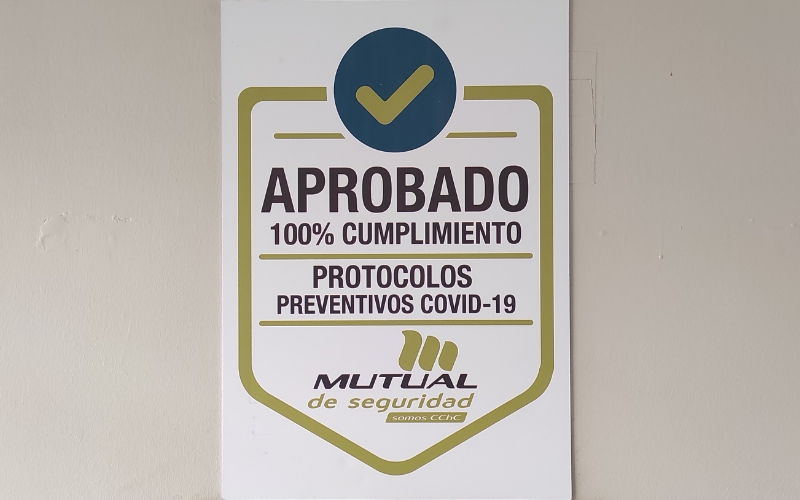 APROBADO
100% CUMPLIMIENTO
PROTOCOLOS
PREVENTIVOS COVID-19
MUTUAL
de seguridad
somos CChC